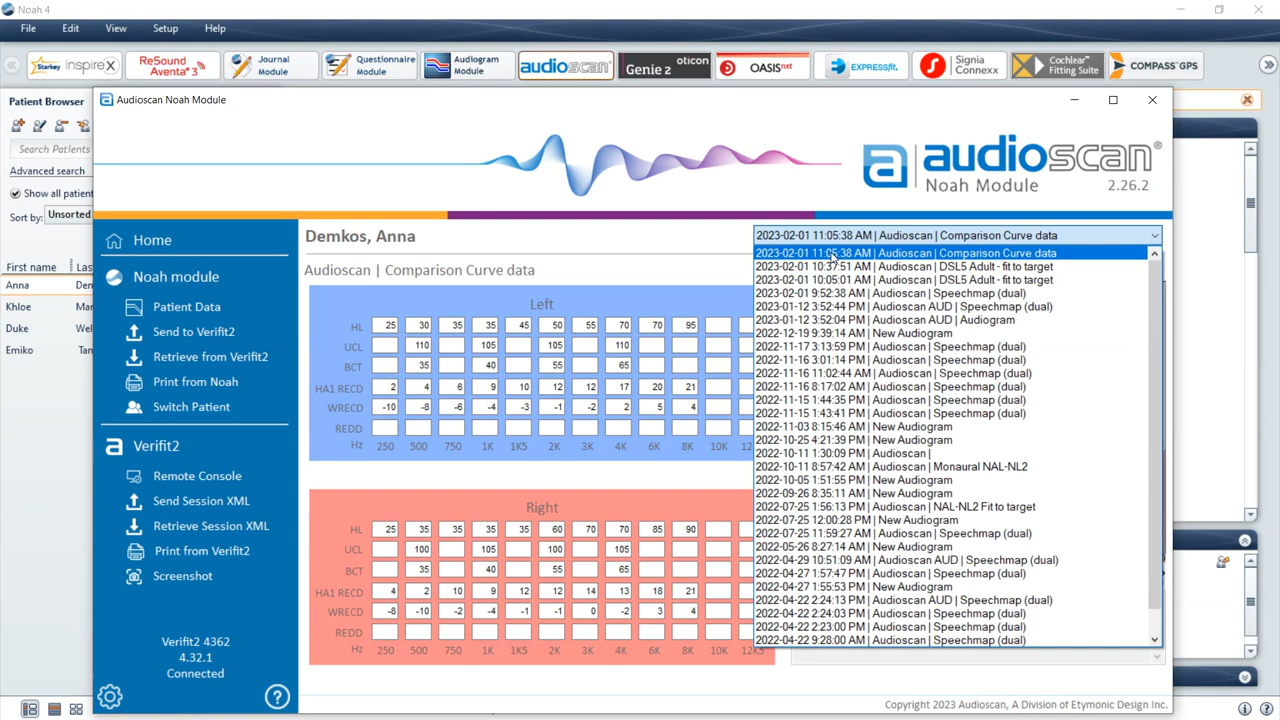 Noah 4
File Edit View Setup Help
Starkey InspireX
ReSound Aventa 3
Journal Module
Questionnaire Module
Audiogram Module
audioscan
Genie 2 oticon
OASISnxt
EXPRESSfit
Signia Connexx
Cochlear Fitting Suite
COMPASS GPS
Patient Browser
Search Patients
Advanced search
Show all patient
Sort by: Unsorted
First name Las
Anna Den
Khloe Mar
Duke Wel
Emiko Tan
Audioscan Noah Module
audioscan®
Noah Module
2.26.2
Home
Noah module
Patient Data
Send to Verifit2
Retrieve from Verifit2
Print from Noah
Switch Patient
Verifit2
Send Session XML
Remote Console
Retrieve Session XML
Print from Verifit2
Screenshot
Verifit2 4362
4.32.1
Connected
Demkos, Anna
Audioscan | Comparison Curve data
Left
HL 25 30 35 35 45 50 55 70 70 95
UCL 110 105 105 110
BCT 35 40 55 65
HA1 RECD 2 4 6 9 10 12 12 17 20 21
WRECD -10 -8 -6 -4 -3 -1 -2 2 5 4
REDD
Hz 250 500 750 1K 1K5 2K 3K 4K 6K 8K 10K 12
Right
HL 25 35 35 35 60 70 70 85 90
UCL 100 105 100 105
BCT 35 40 55 65
HA1 RECD 4 2 10 9 12 12 14 13 18 21
WRECD -8 -10 -2 -4 -1 -1 0 -2 3 4
REDD
Hz 250 500 750 1K 1K5 2K 3K 4K 6K 8K 10K 12K5
2023-02-01 11:05:38 AM | Audioscan | Comparison Curve data
2023-02-01 11:05:38 AM | Audioscan | Comparison Curve data
2023-02-01 10:37:51 AM | Audioscan | DSL5 Adult - fit to target
2023-02-01 10:05:01 AM | Audioscan | DSL5 Adult - fit to target
2023-02-01 9:52:38 AM | Audioscan | Speechmap (dual)
2023-01-12 3:52:44 PM | Audioscan AUD | Speechmap (dual)
2023-01-12 3:52:04 PM | Audioscan AUD | Audiogram
2022-12-19 9:39:14 AM | New Audiogram
2022-11-17 3:13:59 PM | Audioscan | Speechmap (dual)
2022-11-16 3:01:14 PM | Audioscan | Speechmap (dual)
2022-11-16 11:02:44 AM | Audioscan | Speechmap (dual)
2022-11-16 8:17:02 AM | Audioscan | Speechmap (dual)
2022-11-15 1:44:35 PM | Audioscan | Speechmap (dual)
2022-11-15 1:43:41 PM | Audioscan | Speechmap (dual)
2022-11-03 8:15:46 AM | New Audiogram
2022-10-25 4:21:39 PM | New Audiogram
2022-10-11 1:30:09 PM | Audioscan |
2022-10-11 8:57:42 AM | Audioscan | Monaural NAL-NL2
2022-10-05 1:51:55 PM | New Audiogram
2022-09-26 8:35:11 AM | New Audiogram
2022-07-25 1:56:13 PM | Audioscan | NAL-NL2 Fit to target
2022-07-25 12:00:28 PM | New Audiogram
2022-07-25 11:59:27 AM | Audioscan | Speechmap (dual)
2022-05-26 8:27:14 AM | New Audiogram
2022-04-29 10:51:09 AM | Audioscan AUD | Speechmap (dual)
2022-04-27 1:57:47 PM | Audioscan | Speechmap (dual)
2022-04-27 1:55:53 PM | New Audiogram
2022-04-22 2:24:13 PM | Audioscan AUD | Speechmap (dual)
2022-04-22 2:24:03 PM | Audioscan | Speechmap (dual)
2022-04-22 2:23:00 PM | Audioscan | Speechmap (dual)
2022-04-22 9:28:00 AM | Audioscan | Speechmap (dual)
Copyright 2023 Audioscan, A Division of Etymonic Design Inc.